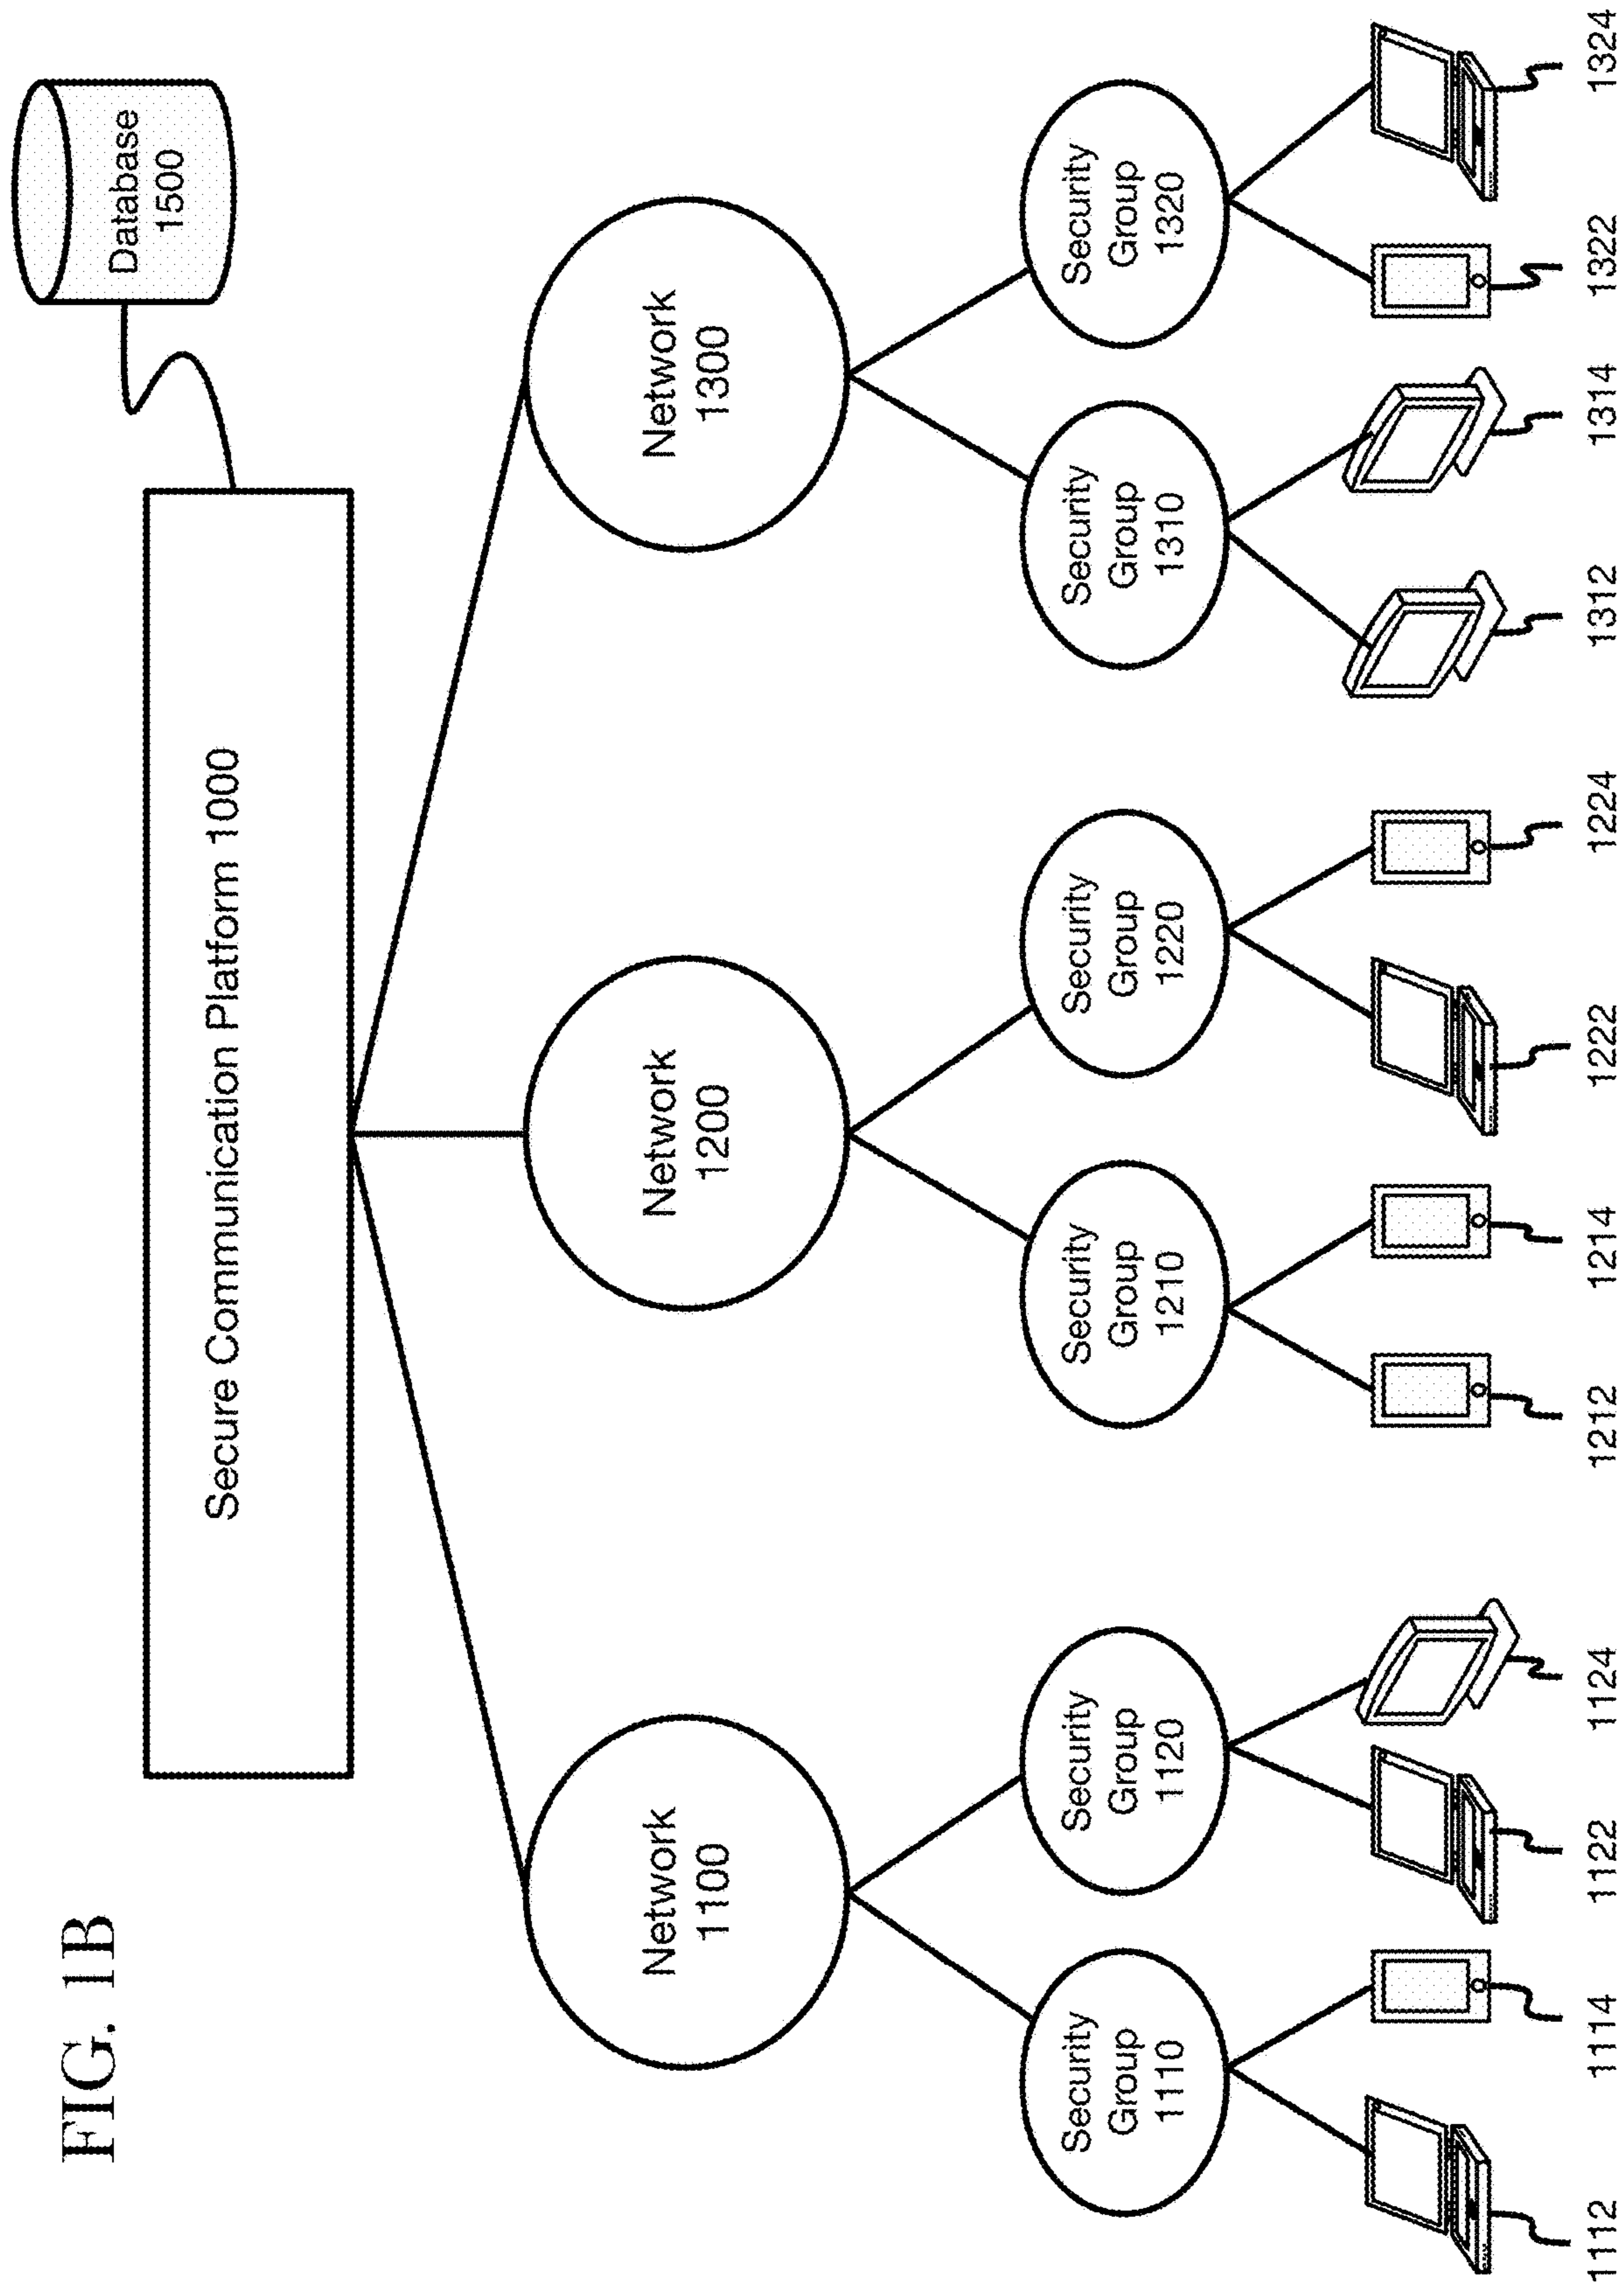 FIG. 1B
Database
1500
Secure Communication Platform 1000
Network
1100
Network
1200
Network
1300
Security
Group
1110
Security
Group
1120
Security
Group
1210
Security
Group
1220
Security
Group
1310
Security
Group
1320
1112
1114
1122
1124
1212
1214
1222
1224
1312
1314
1322
1324